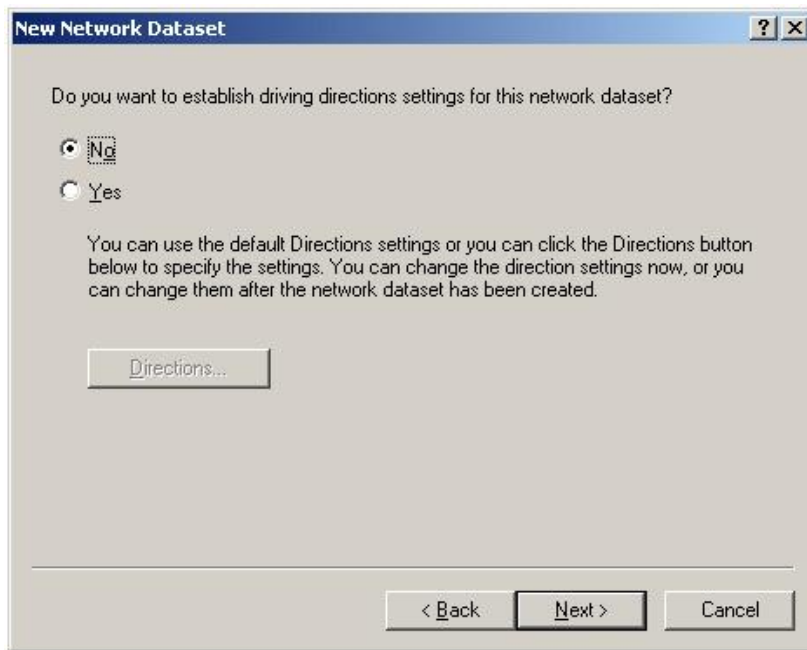 New Network Dataset
Do you want to establish driving directions settings for this network dataset?
No
Yes
You can use the default Directions settings or you can click the Directions button
below to specify the settings. You can change the direction settings now, or you
can change them after the network dataset has been created.
Directions...
< Back Next > Cancel